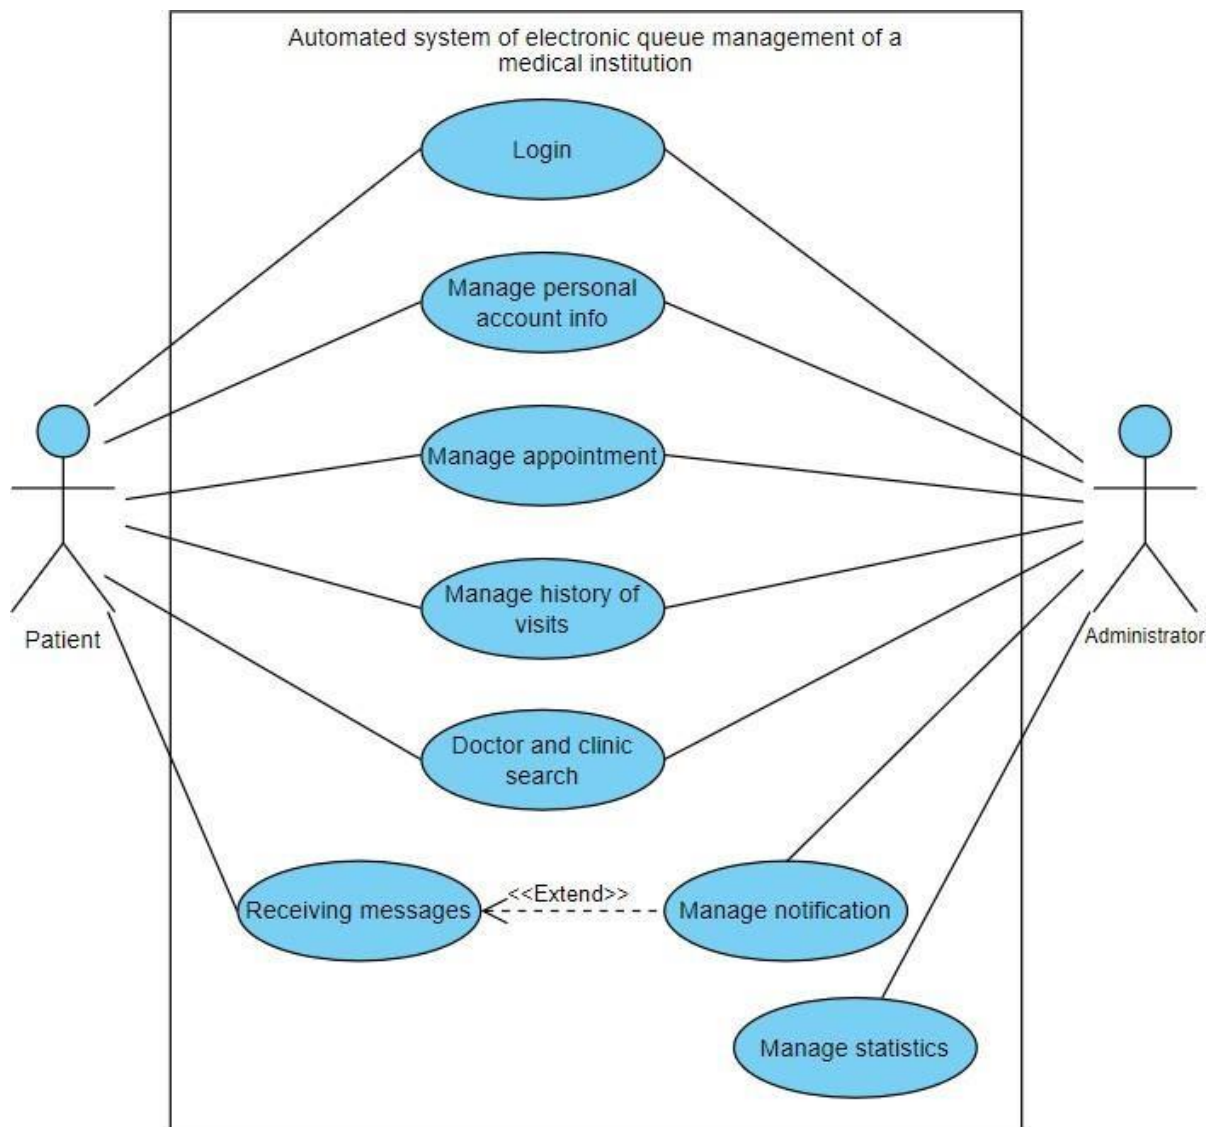 Automated system of electronic queue management of a
medical institution
Login
Manage personal
account info
Manage appointment
Manage history of
visits
Patient
Administrator
Doctor and clinic
search
Receiving messages
<<Extend>>
Manage notification
Manage statistics